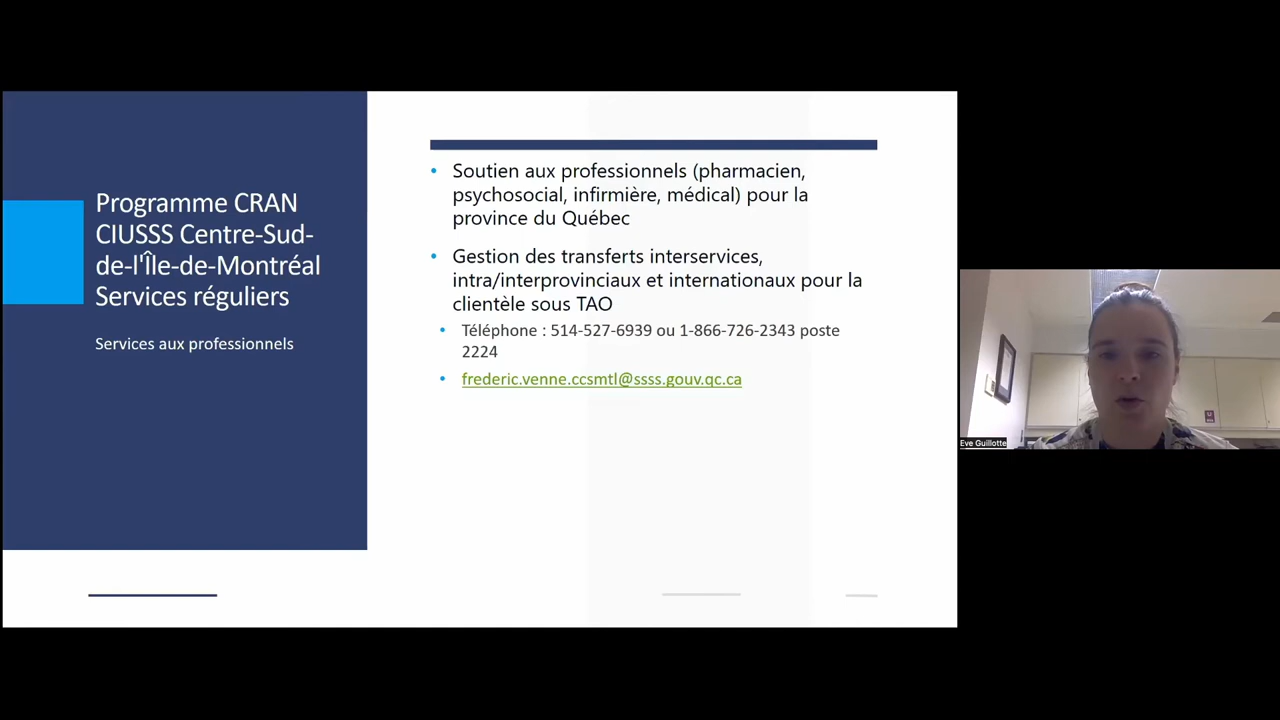 Programme CRAN
CIUSSS Centre-Sud-
de-l'Île-de-Montréal
Services réguliers
Services aux professionnels
• Soutien aux professionnels (pharmacien,
psychosocial, infirmière, médical) pour la
province du Québec
• Gestion des transferts interservices,
intra/interprovinciaux et internationaux pour la
clientèle sous TAO
• Téléphone : 514-527-6939 ou 1-866-726-2343 poste
2224
• frederic.venne.ccsmtl@ssss.gouv.qc.ca
Eve Guillotte